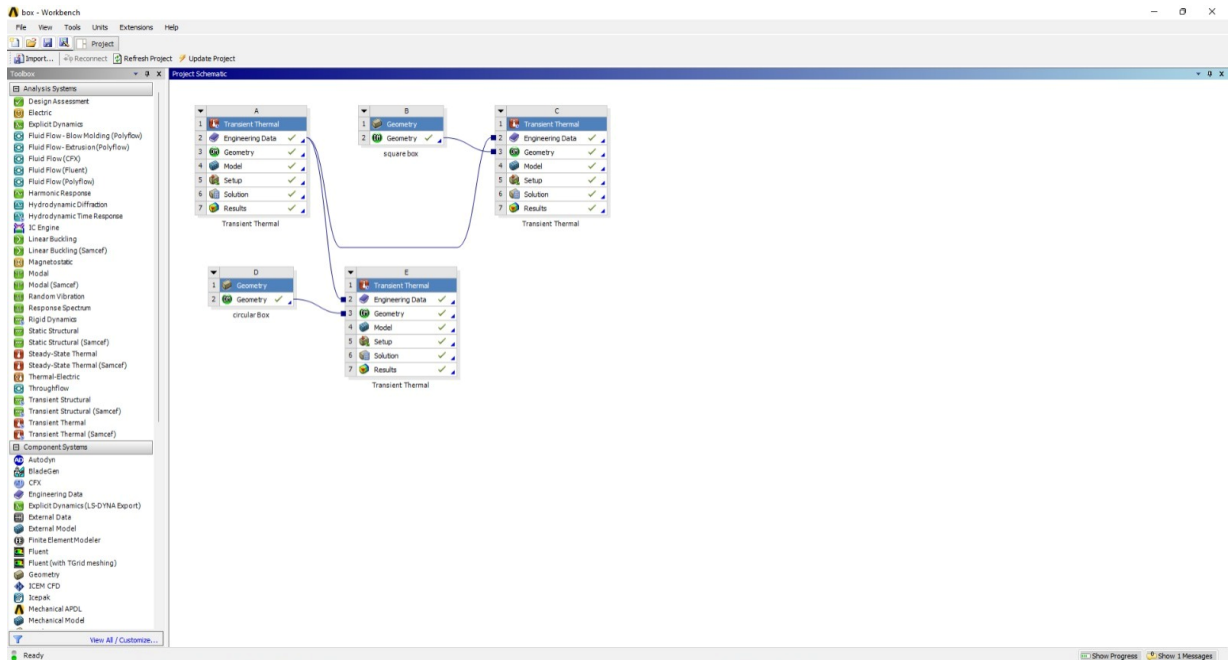 box - Workbench
File View Tools Units Extensions Help
Project
Import... Reconnect Refresh Project Update Project
Toolbox
Project Schematic
Analysis Systems
Design Assessment
Electric
Explicit Dynamics
Fluid Flow - Blow Molding (Polyflow)
Fluid Flow - Extrusion (Polyflow)
Fluid Flow (CFX)
Fluid Flow (Fluent)
Fluid Flow (Polyflow)
Harmonic Response
Hydrodynamic Diffraction
Hydrodynamic Time Response
IC Engine
Linear Buckling
Linear Buckling (Samcef)
Magnetostatic
Modal
Modal (Samcef)
Random Vibration
Response Spectrum
Rigid Dynamics
Static Structural
Static Structural (Samcef)
Steady-State Thermal
Steady-State Thermal (Samcef)
Thermal-Electric
Throughflow
Transient Structural
Transient Structural (Samcef)
Transient Thermal
Transient Thermal (Samcef)
Component Systems
Autodyn
BladeGen
CFX
Engineering Data
Explicit Dynamics (LS-DYNA Export)
External Data
External Model
Finite Element Modeler
Fluent
Fluent (with TGrid meshing)
Geometry
ICEM CFD
Icepak
Mechanical APDL
Mechanical Model
View All / Customize...
A
1 Transient Thermal
2 Engineering Data
3 Geometry
4 Model
5 Setup
6 Solution
7 Results
Transient Thermal
B
1 Geometry
2 Geometry
square box
C
1 Transient Thermal
2 Engineering Data
3 Geometry
4 Model
5 Setup
6 Solution
7 Results
Transient Thermal
D
1 Geometry
2 Geometry
circular Box
E
1 Transient Thermal
2 Engineering Data
3 Geometry
4 Model
5 Setup
6 Solution
7 Results
Transient Thermal
Ready
Show Progress Show 1 Messages